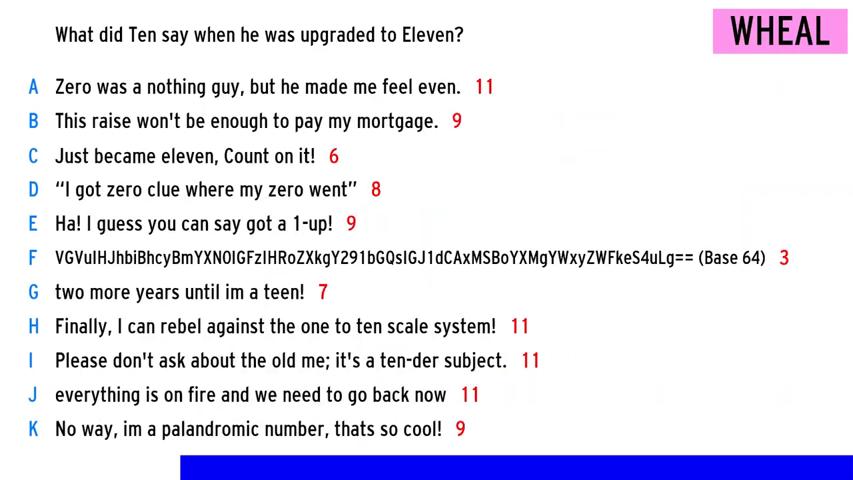 What did Ten say when he was upgraded to Eleven?
WHEAL
A Zero was a nothing guy, but he made me feel even. 11
B This raise won't be enough to pay my mortgage. 9
C Just became eleven, Count on it! 6
D “I got zero clue where my zero went” 8
E Ha! I guess you can say got a 1-up! 9
F VGVuIHJhbiBhcyBmYXN0IGFzIHRoZXkgY291bGQsIGJ1dCAxMSBoYXMgYWxyZWFkeS4uLg== (Base 64) 3
G two more years until im a teen! 7
H Finally, I can rebel against the one to ten scale system! 11
I Please don't ask about the old me; it's a ten-der subject. 11
J everything is on fire and we need to go back now 11
K No way, im a palandromic number, thats so cool! 9